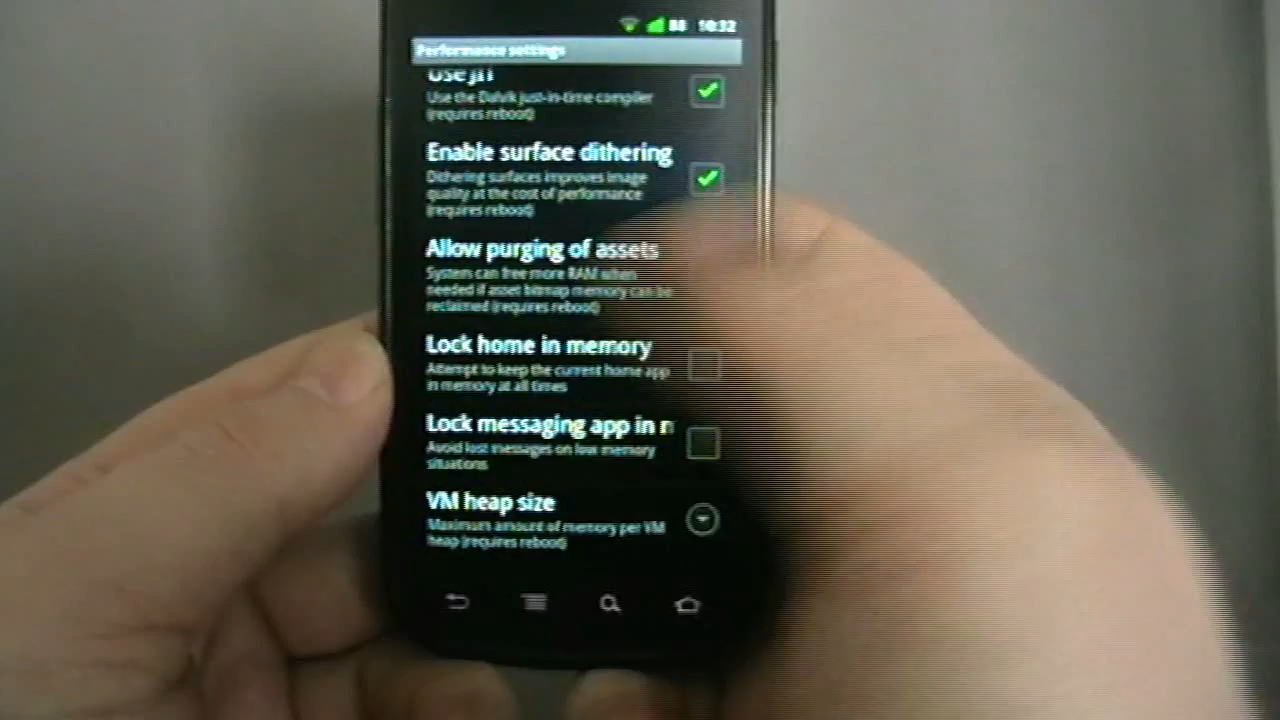 88 10:32
Performance settings
Use JIT
Use the Dalvik just-in-time compiler
(requires reboot)
Enable surface dithering
Dithering surfaces improves image
quality at the cost of performance
(requires reboot)
Allow purging of assets
System can free more RAM when
needed if asset bitmap memory can be
reclaimed (requires reboot)
Lock home in memory
Attempt to keep the current home app
in memory at all times
Lock messaging app in m
Avoid lost messages on low memory
situations
VM heap size
Maximum amount of memory per VM
heap (requires reboot)